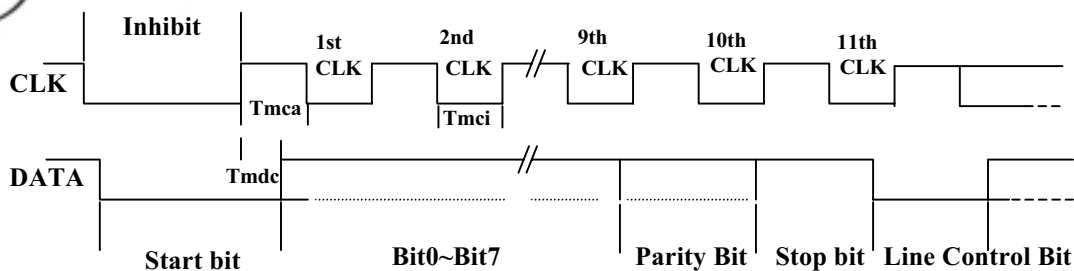 Inhibit
1st 2nd 9th 10th 11th
CLK CLK CLK CLK CLK CLK
Tmca Tmci
DATA Tmdc
Start bit Bit0~Bit7 Parity Bit Stop bit Line Control Bit